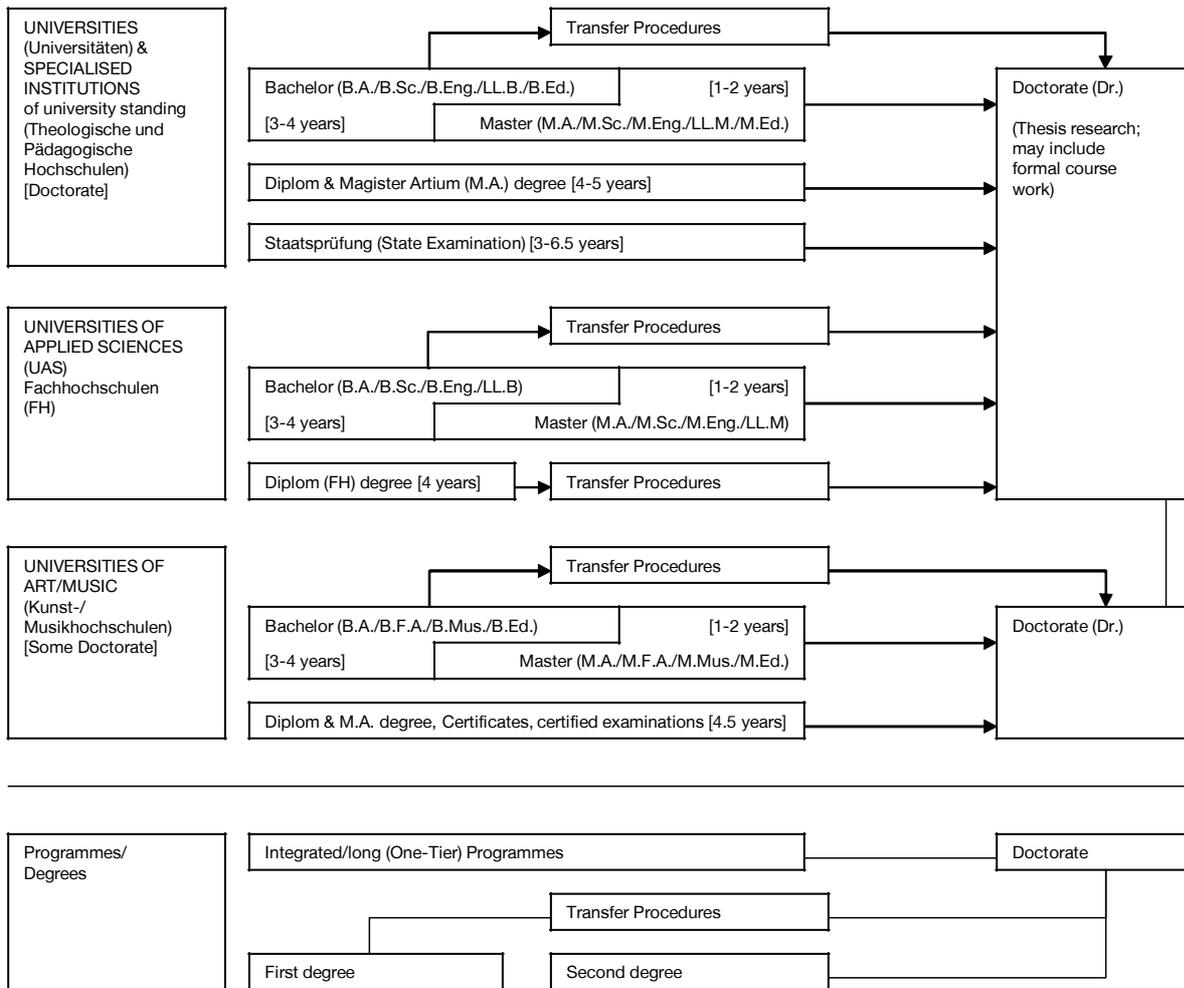 UNIVERSITIES
(Universitäten) &
SPECIALISED
INSTITUTIONS
of university standing
(Theologische und
Pädagogische
Hochschulen)
[Doctorate]
Transfer Procedures
Bachelor (B.A./B.Sc./B.Eng./LL.B./B.Ed.)
[1-2 years]
[3-4 years]
Master (M.A./M.Sc./M.Eng./LL.M./M.Ed.)
Diplom & Magister Artium (M.A.) degree [4-5 years]
Staatsprüfung (State Examination) [3-6.5 years]
Doctorate (Dr.)
(Thesis research;
may include
formal course
work)
UNIVERSITIES OF
APPLIED SCIENCES
(UAS)
Fachhochschulen
(FH)
Transfer Procedures
Bachelor (B.A./B.Sc./B.Eng./LL.B)
[1-2 years]
[3-4 years]
Master (M.A./M.Sc./M.Eng./LL.M)
Diplom (FH) degree [4 years]
Transfer Procedures
UNIVERSITIES OF
ART/MUSIC
(Kunst-/
Musikhochschulen)
[Some Doctorate]
Transfer Procedures
Bachelor (B.A./B.F.A./B.Mus./B.Ed.)
[1-2 years]
[3-4 years]
Master (M.A./M.F.A./M.Mus./M.Ed.)
Diplom & M.A. degree, Certificates, certified examinations [4.5 years]
Doctorate (Dr.)
Programmes/
Degrees
Integrated/long (One-Tier) Programmes
Doctorate
Transfer Procedures
First degree
Second degree